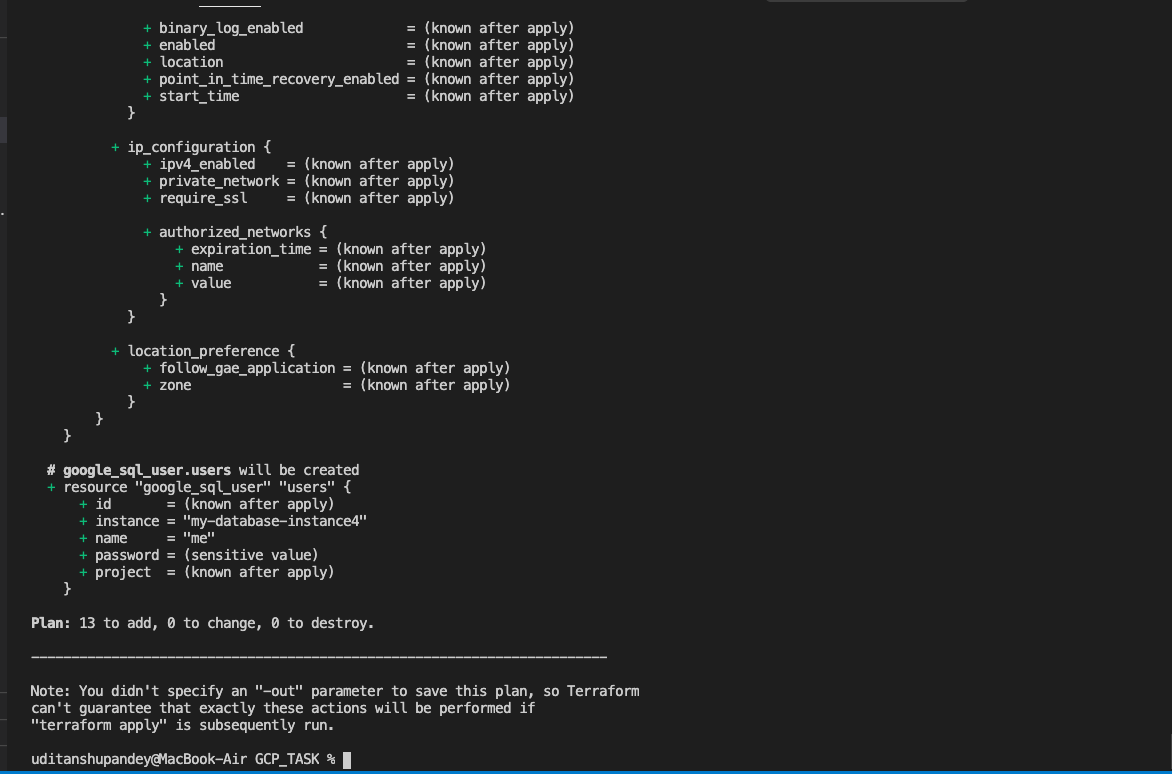 + binary_log_enabled = (known after apply)
+ enabled = (known after apply)
+ location = (known after apply)
+ point_in_time_recovery_enabled = (known after apply)
+ start_time = (known after apply)
}
+ ip_configuration {
+ ipv4_enabled = (known after apply)
+ private_network = (known after apply)
+ require_ssl = (known after apply)
+ authorized_networks {
+ expiration_time = (known after apply)
+ name = (known after apply)
+ value = (known after apply)
}
}
+ location_preference {
+ follow_gae_application = (known after apply)
+ zone = (known after apply)
}
}
}
# google_sql_user.users will be created
+ resource "google_sql_user" "users" {
+ id = (known after apply)
+ instance = "my-database-instance4"
+ name = "me"
+ password = (sensitive value)
+ project = (known after apply)
}
Plan: 13 to add, 0 to change, 0 to destroy.
Note: You didn't specify an "-out" parameter to save this plan, so Terraform
can't guarantee that exactly these actions will be performed if
"terraform apply" is subsequently run.
uditanshupandey@MacBook-Air GCP_TASK %